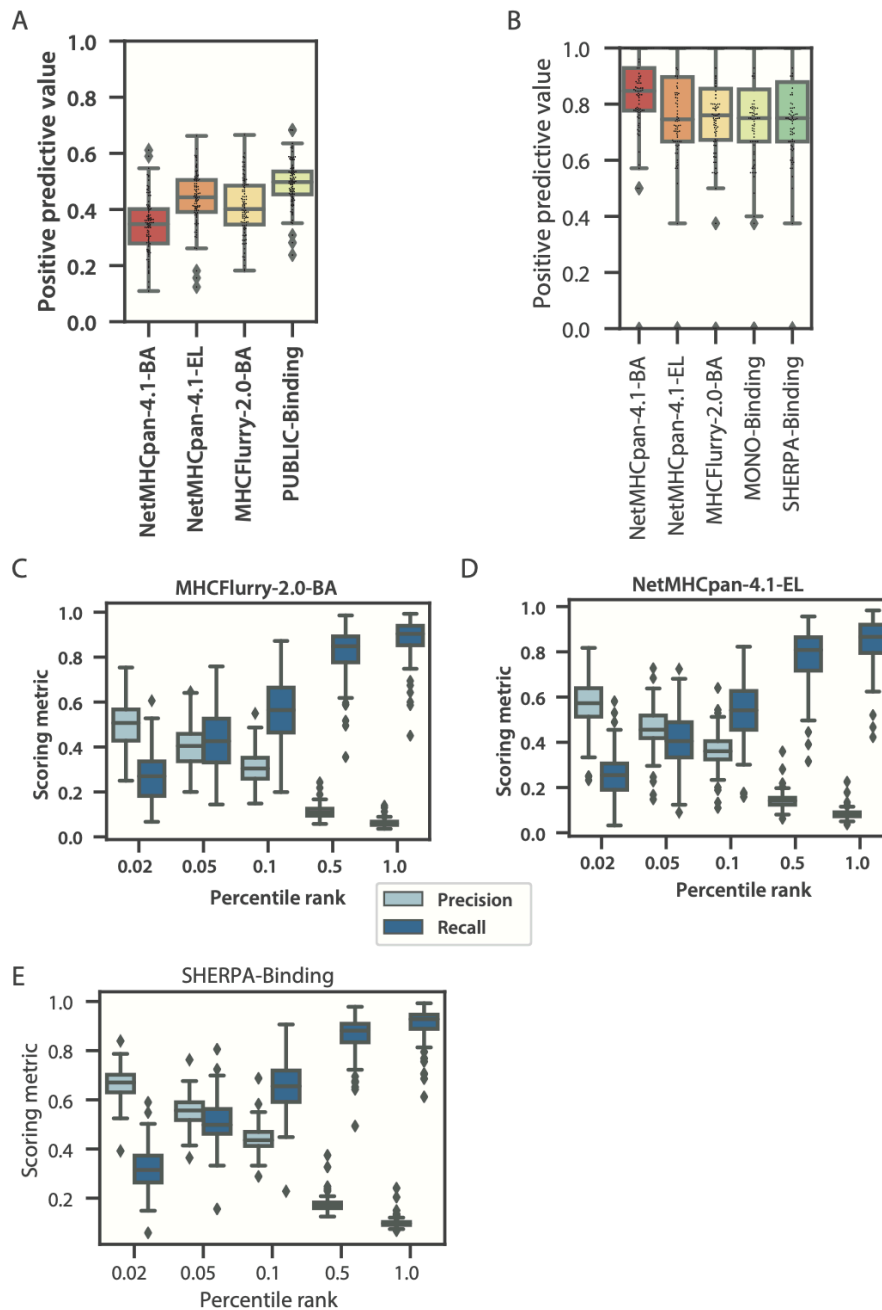 A
Positive predictive value
1.0
0.8
0.6
0.4
0.2
0.0
NetMHCpan-4.1-BA
NetMHCpan-4.1-EL
MHCFlurry-2.0-BA
PUBLIC-Binding
B
Positive predictive value
1.0
0.8
0.6
0.4
0.2
0.0
NetMHCpan-4.1-BA
NetMHCpan-4.1-EL
MHCFlurry-2.0-BA
MONO-Binding
SHERPA-Binding
C
MHCFlurry-2.0-BA
Scoring metric
1.0
0.8
0.6
0.4
0.2
0.0
0.02 0.05 0.1 0.5 1.0
Percentile rank
D
NetMHCpan-4.1-EL
Scoring metric
1.0
0.8
0.6
0.4
0.2
0.0
0.02 0.05 0.1 0.5 1.0
Percentile rank
Precision
Recall
E
SHERPA-Binding
Scoring metric
1.0
0.8
0.6
0.4
0.2
0.02 0.05 0.1 0.5 1.0
Percentile rank